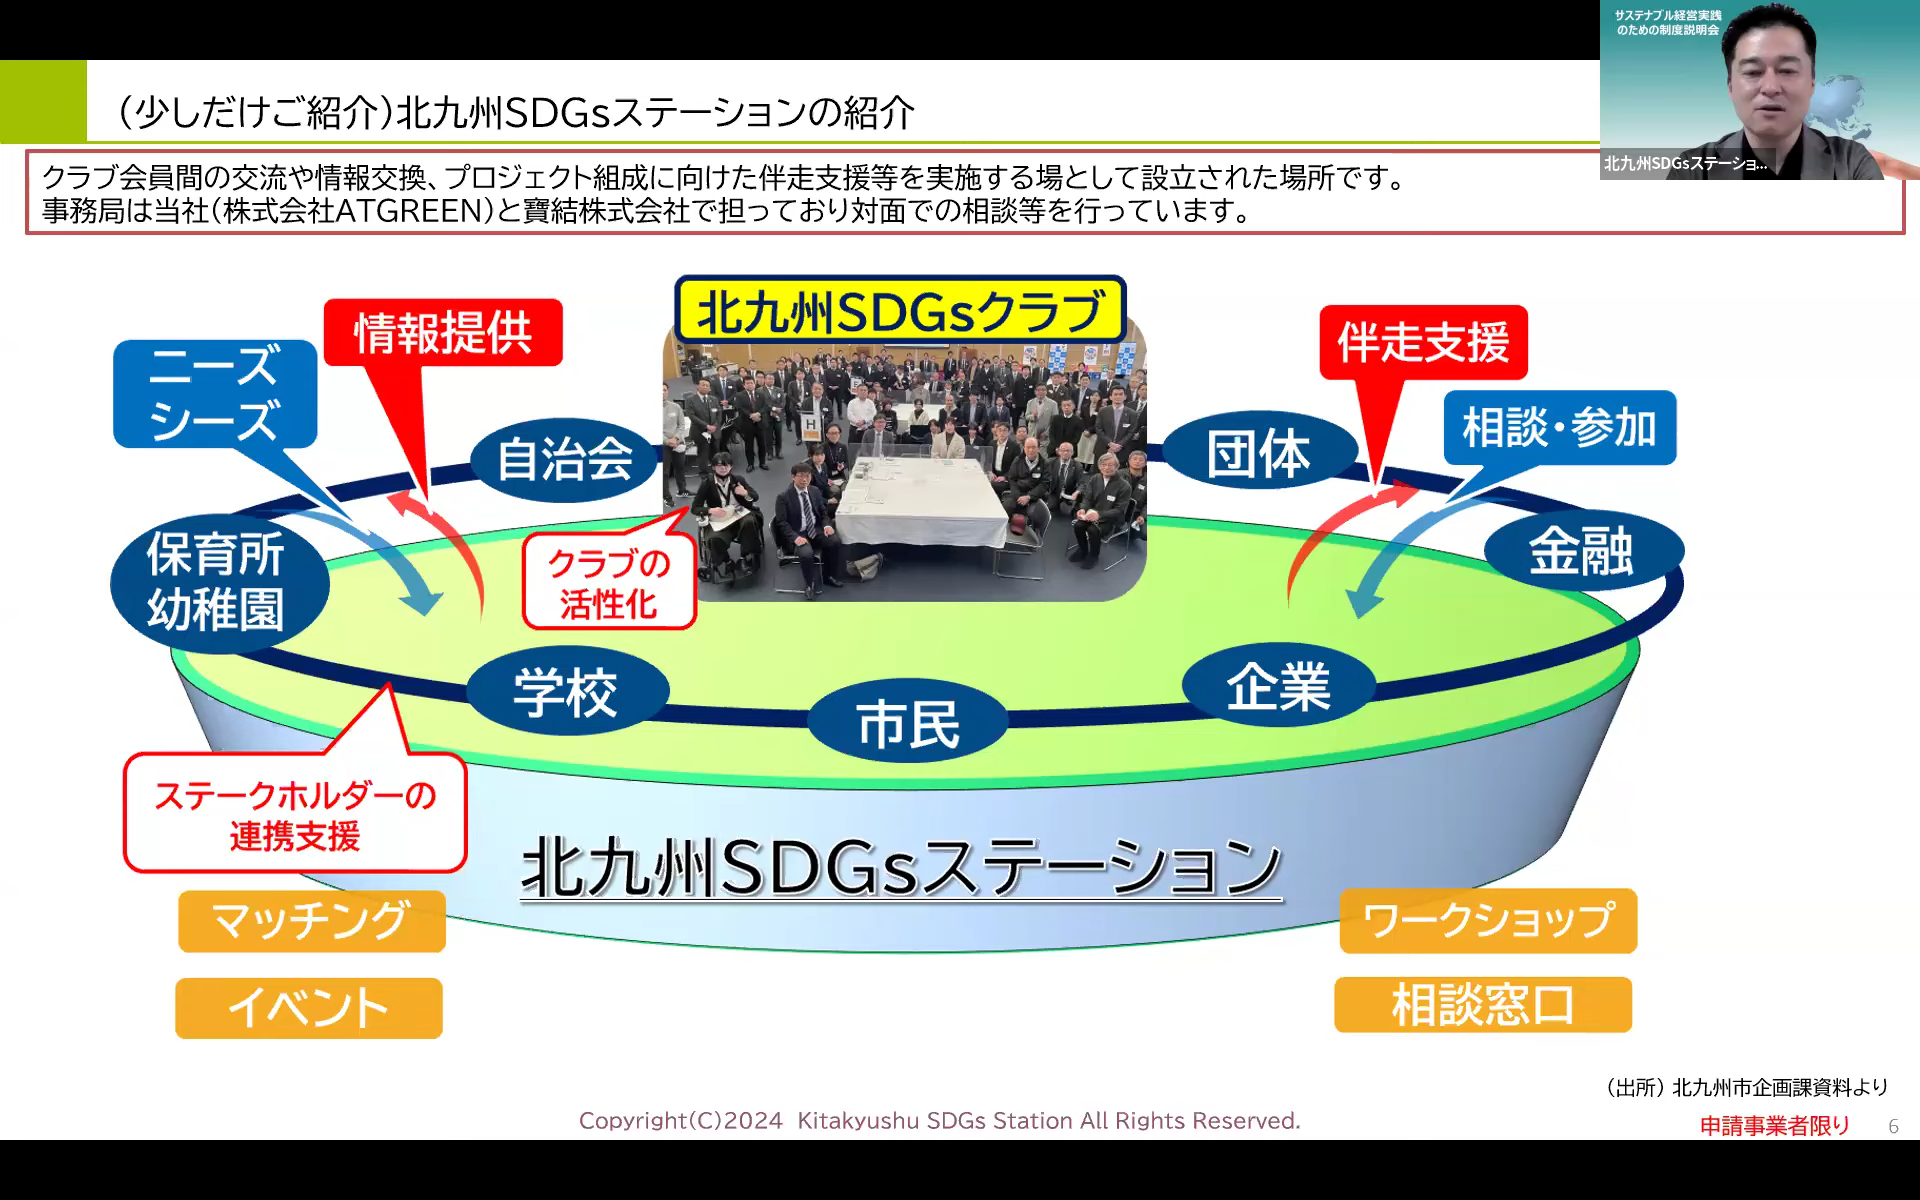 サステナブル経営実践
のための制度説明会
北九州SDGsステーショ...
（少しだけご紹介）北九州SDGsステーションの紹介
クラブ会員間の交流や情報交換、プロジェクト組成に向けた伴走支援等を実施する場として設立された場所です。
事務局は当社（株式会社ATGREEN）と寶結株式会社で担っており対面での相談等を行っています。
北九州SDGsクラブ
情報提供
ニーズ
シーズ
伴走支援
相談・参加
自治会
団体
保育所
幼稚園
金融
クラブの
活性化
学校
市民
企業
ステークホルダーの
連携支援
北九州SDGsステーション
マッチング
イベント
ワークショップ
相談窓口
（出所）北九州市企画課資料より
Copyright(C)2024 Kitakyushu SDGs Station All Rights Reserved.
申請事業者限り
6
H